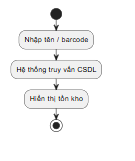 Nhập tên / barcode
Hệ thống truy vấn CSDL
Hiển thị tồn kho